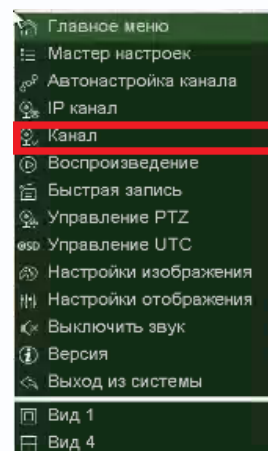 Главное меню
Мастер настроек
Автонастройка канала
IP канал
Канал
Воспроизведение
Быстрая запись
Управление PTZ
OSD Управление UTC
Настройки изображения
Настройки отображения
Выключить звук
Версия
Выход из системы
Вид 1
Вид 4